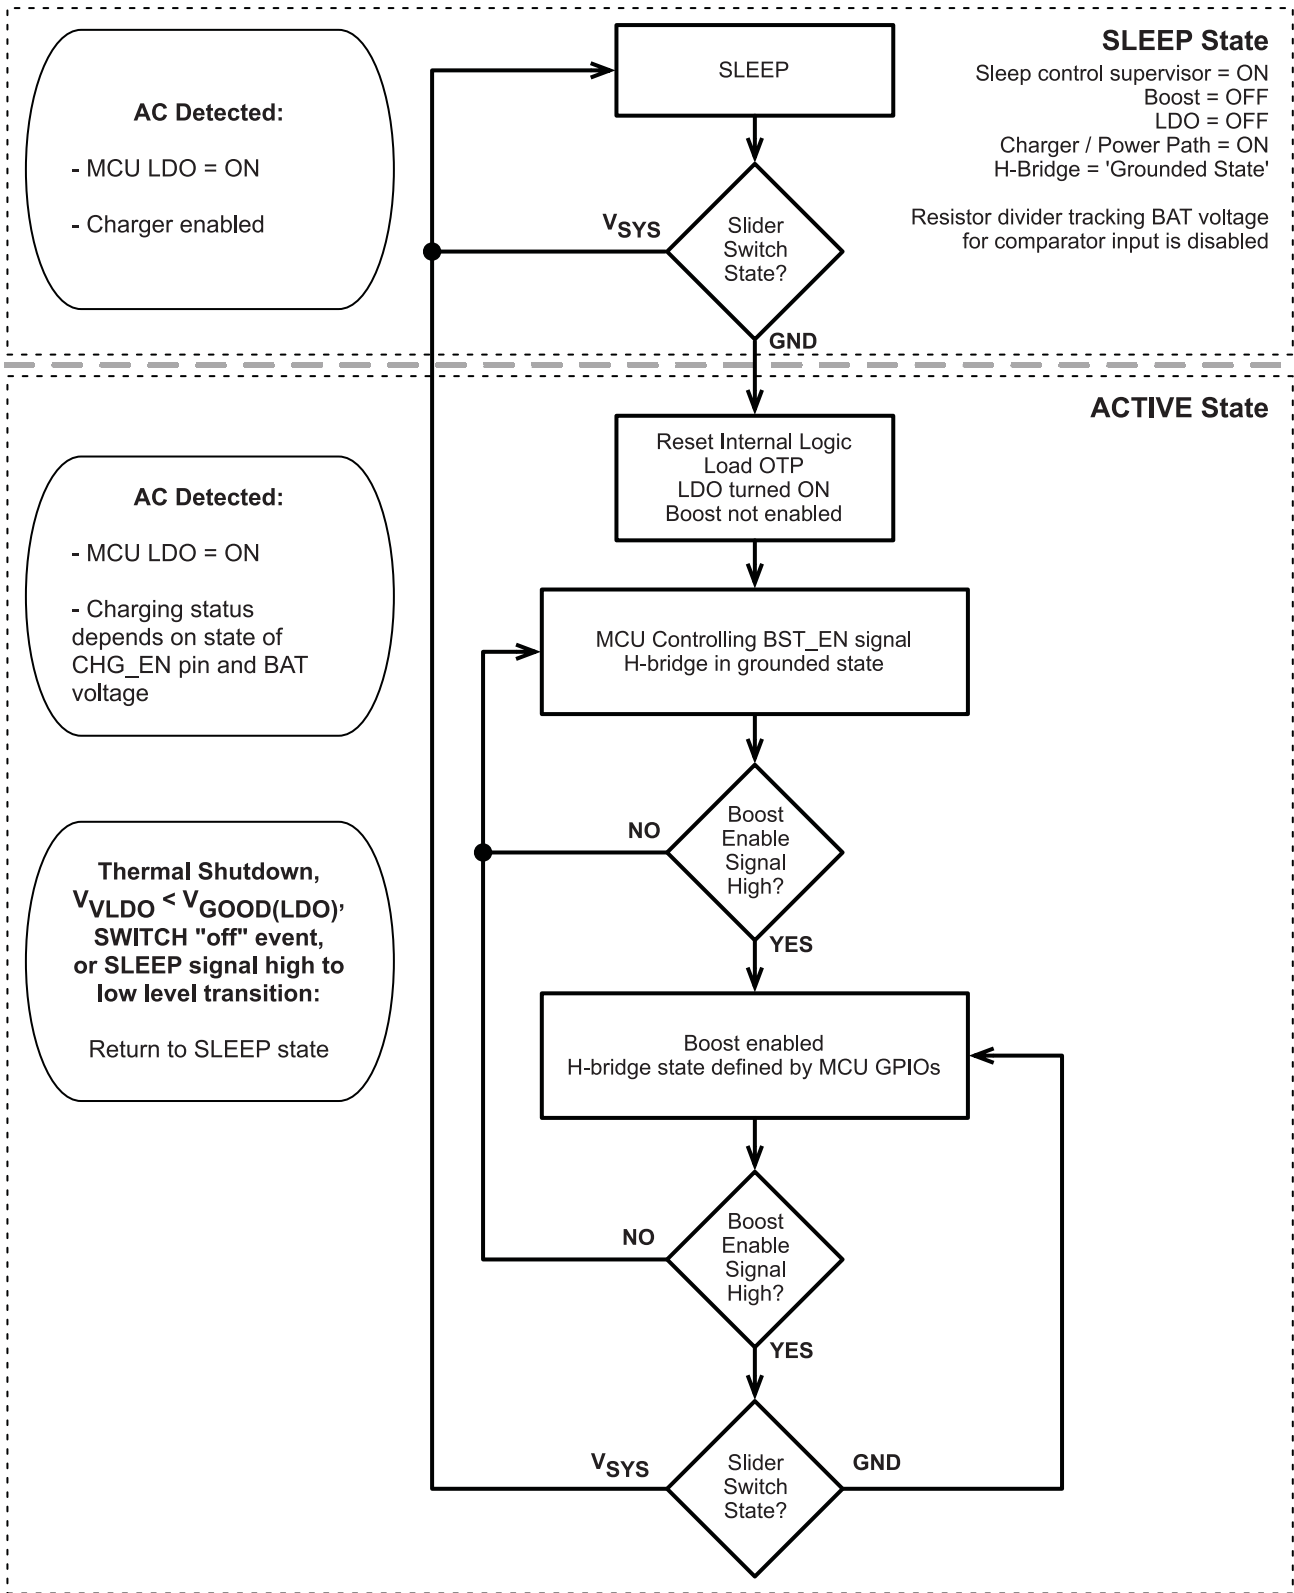 SLEEP State
Sleep control supervisor = ON
Boost = OFF
LDO = OFF
Charger / Power Path = ON
H-Bridge = 'Grounded State'
Resistor divider tracking BAT voltage
for comparator input is disabled
AC Detected:
- MCU LDO = ON
- Charger enabled
SLEEP
Slider
Switch
State?
VSYS
GND
ACTIVE State
AC Detected:
- MCU LDO = ON
- Charging status
depends on state of
CHG_EN pin and BAT
voltage
Thermal Shutdown,
VVLDO < VGOOD(LDO),
SWITCH "off" event,
or SLEEP signal high to
low level transition:
Return to SLEEP state
Reset Internal Logic
Load OTP
LDO turned ON
Boost not enabled
MCU Controlling BST_EN signal
H-bridge in grounded state
Boost
Enable
Signal
High?
NO
YES
Boost enabled
H-bridge state defined by MCU GPIOs
Boost
Enable
Signal
High?
NO
YES
Slider
Switch
State?
VSYS
GND